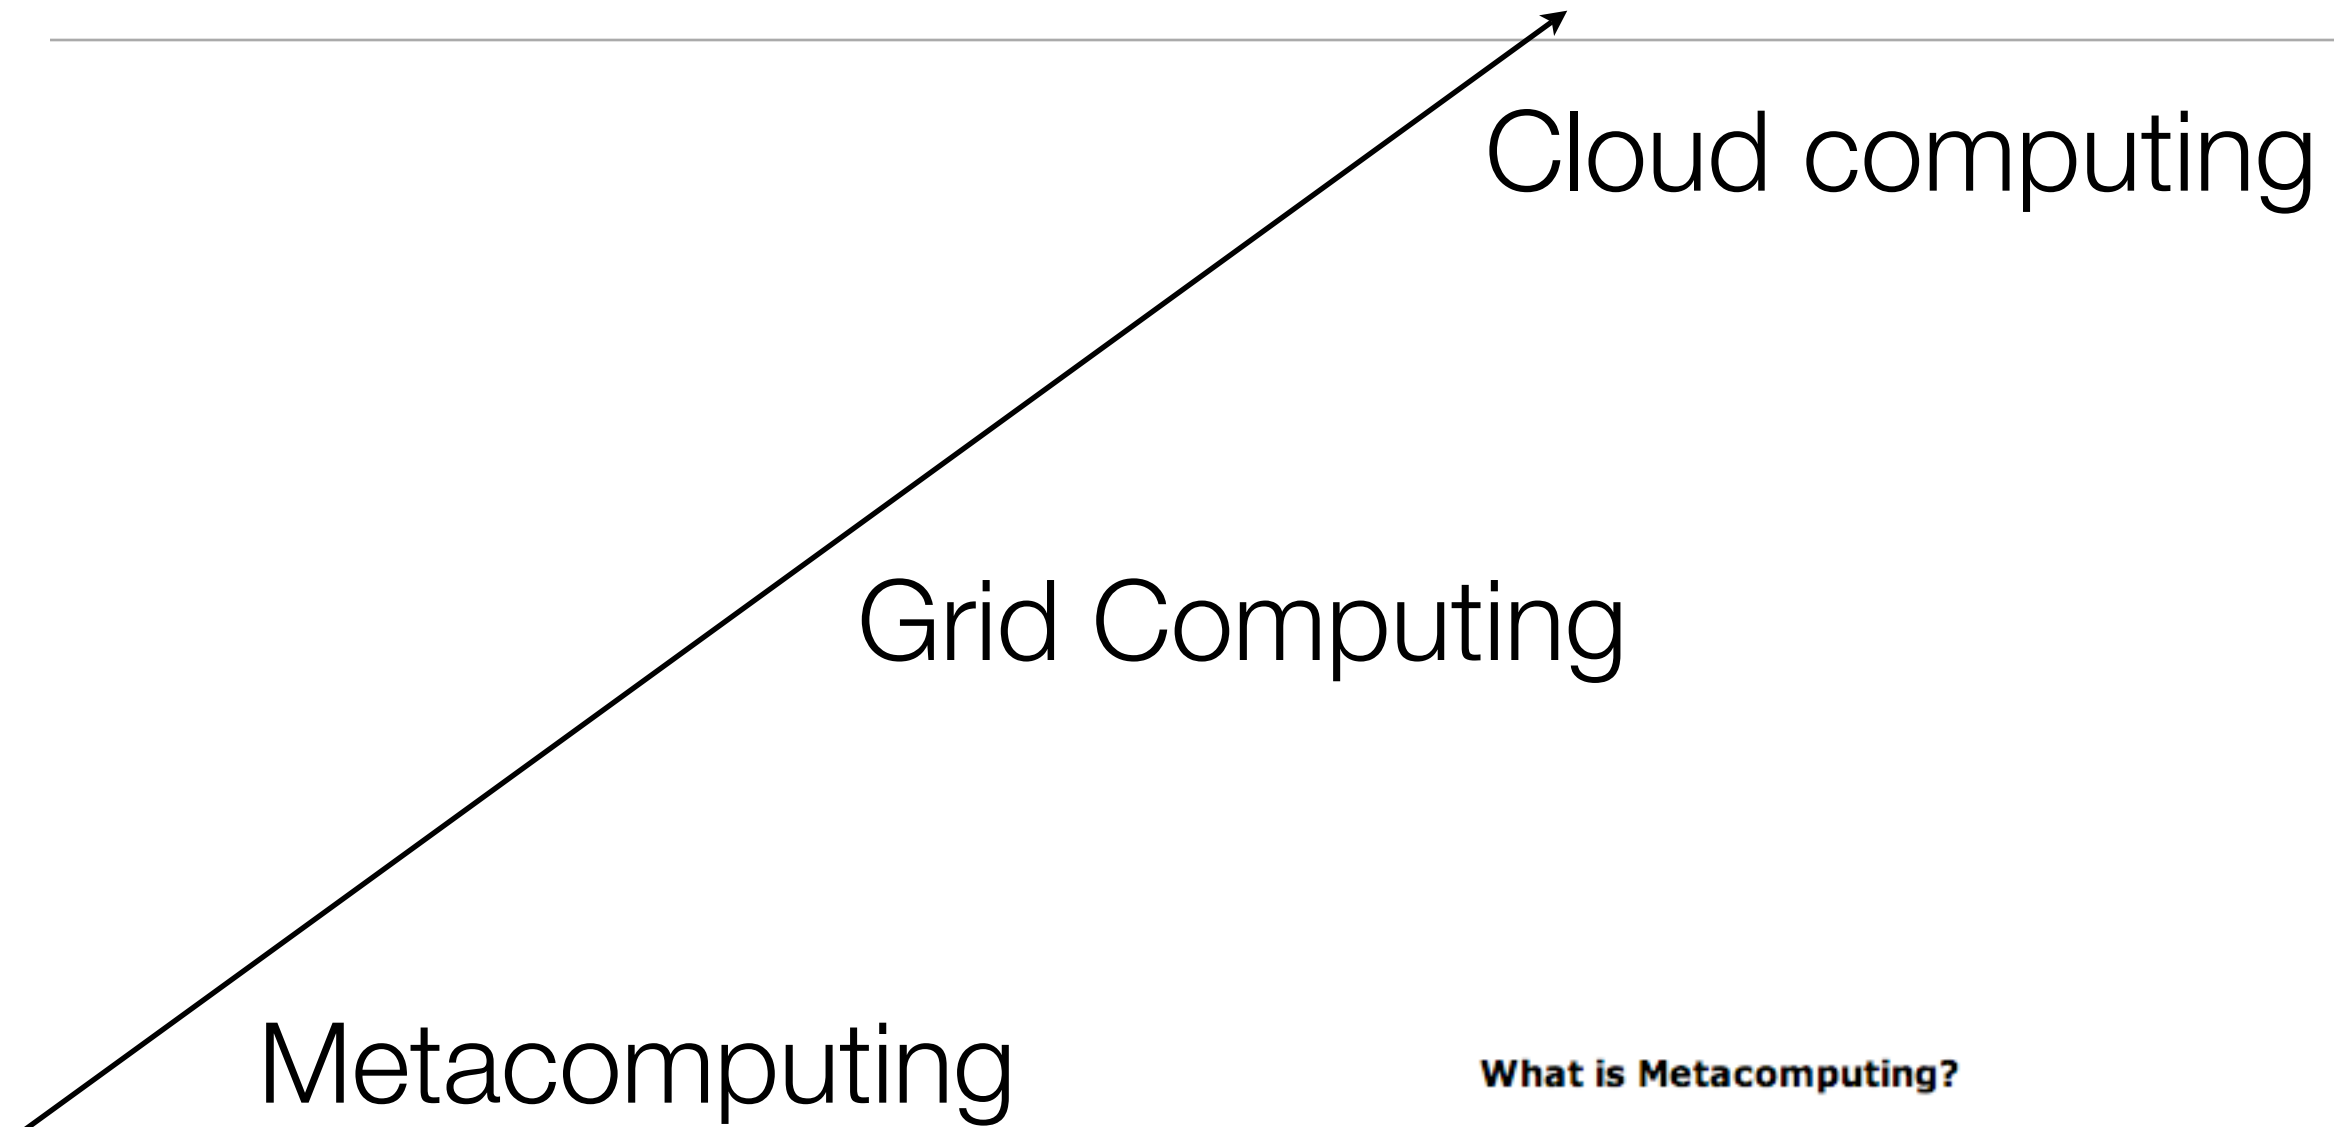 Cloud computing
Grid Computing
Metacomputing
What is Metacomputing?